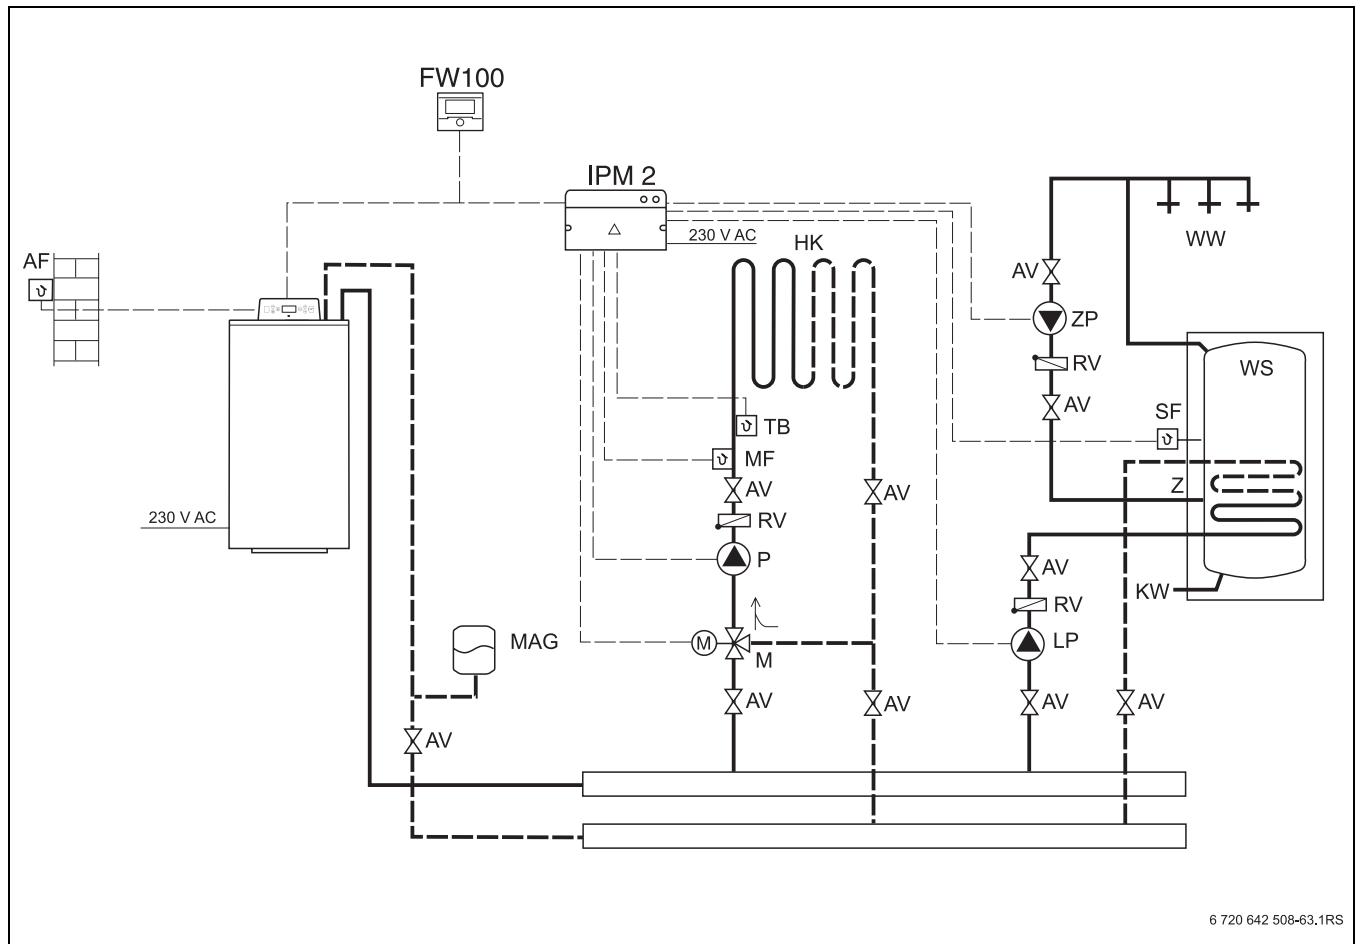 FW100
IPM 2
230 V AC
HK
WW
AF
AV
ZP
RV
AV
WS
SF
TB
MF
AV
AV
Z
RV
230 V AC
P
AV
RV
KW
MAG
M
M
LP
AV
AV
AV
AV
AV
6 720 642 508-63.1RS